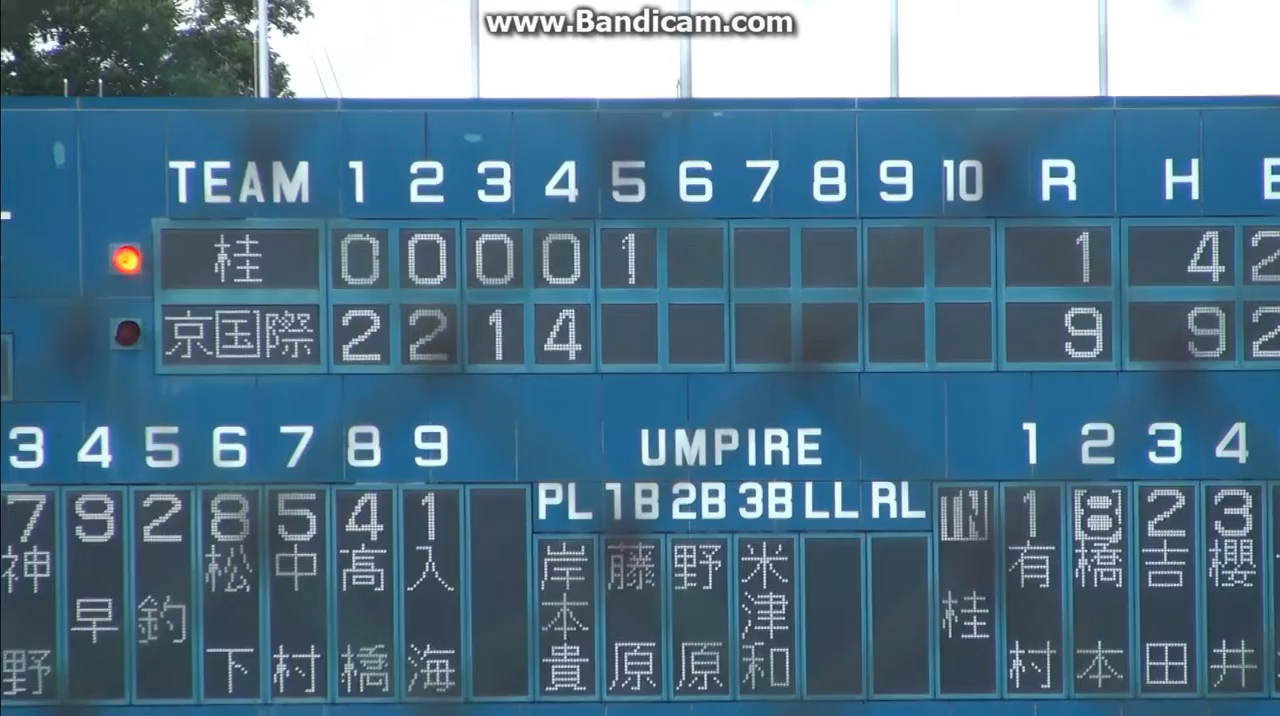 www.Bandicam.com
TEAM 1 2 3 4 5 6 7 8 9 10 R H E
桂 0 0 0 0 1 1 4 2
京国際 2 2 1 4 9 9 2
3 4 5 6 7 8 9 UMPIRE 1 2 3 4
PL 1B 2B 3B LL RL
7 神野
9 早
2 釣
8 松下
5 中村
4 高橋
1 入海
岸本貴
藤原
野原
米津和
IN 桂
1 有村
8 橋本
2 吉田
3 櫻井